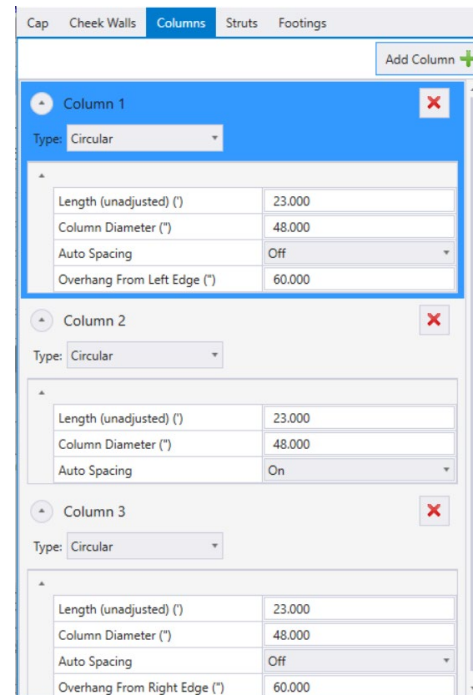 Cap Cheek Walls Columns Struts Footings
Add Column
Column 1
Type: Circular
Length (unadjusted) (') 23.000
Column Diameter (") 48.000
Auto Spacing Off
Overhang From Left Edge (") 60.000
Column 2
Type: Circular
Length (unadjusted) (') 23.000
Column Diameter (") 48.000
Auto Spacing On
Column 3
Type: Circular
Length (unadjusted) (') 23.000
Column Diameter (") 48.000
Auto Spacing Off
Overhang From Right Edge (") 60.000